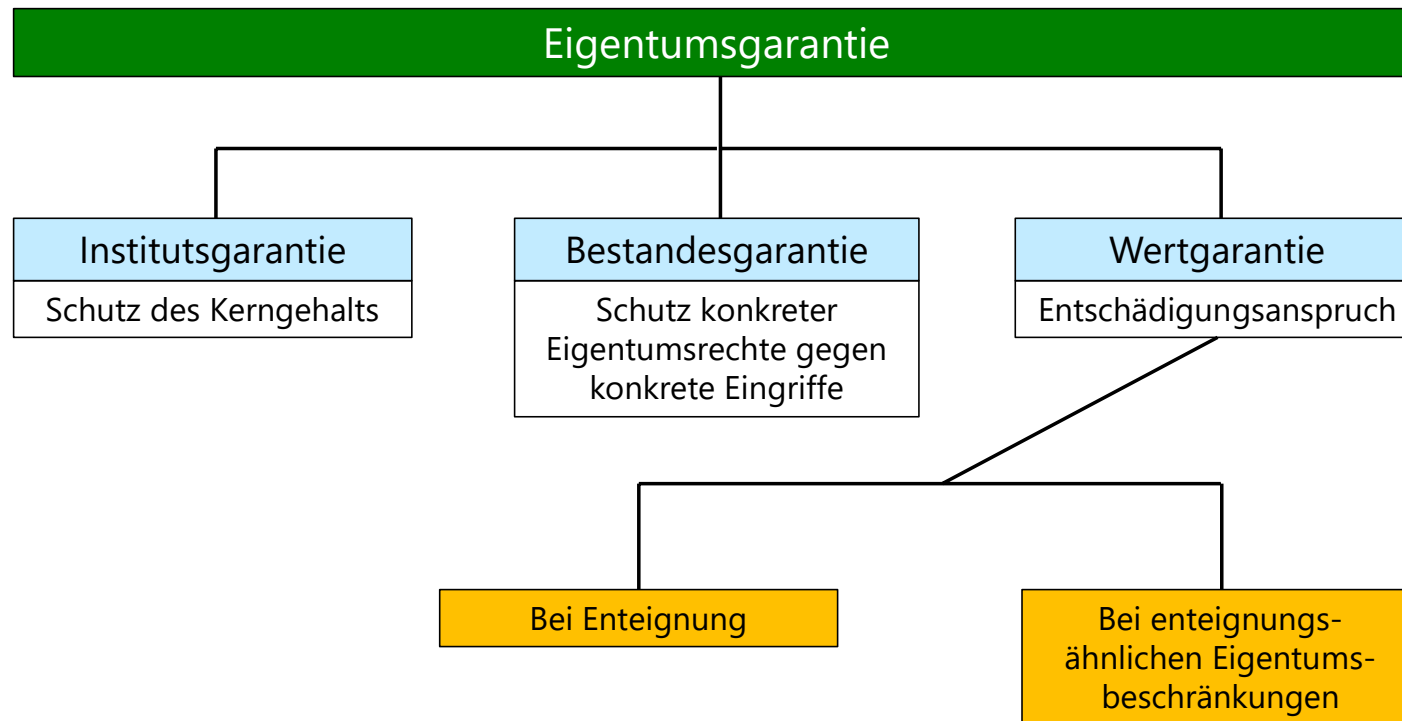 Eigentumsgarantie
Institutsgarantie
Schutz des Kerngehalts
Bestandesgarantie
Schutz konkreter
Eigentumsrechte gegen
konkrete Eingriffe
Wertgarantie
Entschädigungsanspruch
Bei Enteignung
Bei enteignungs-
ähnlichen Eigentums-
beschränkungen